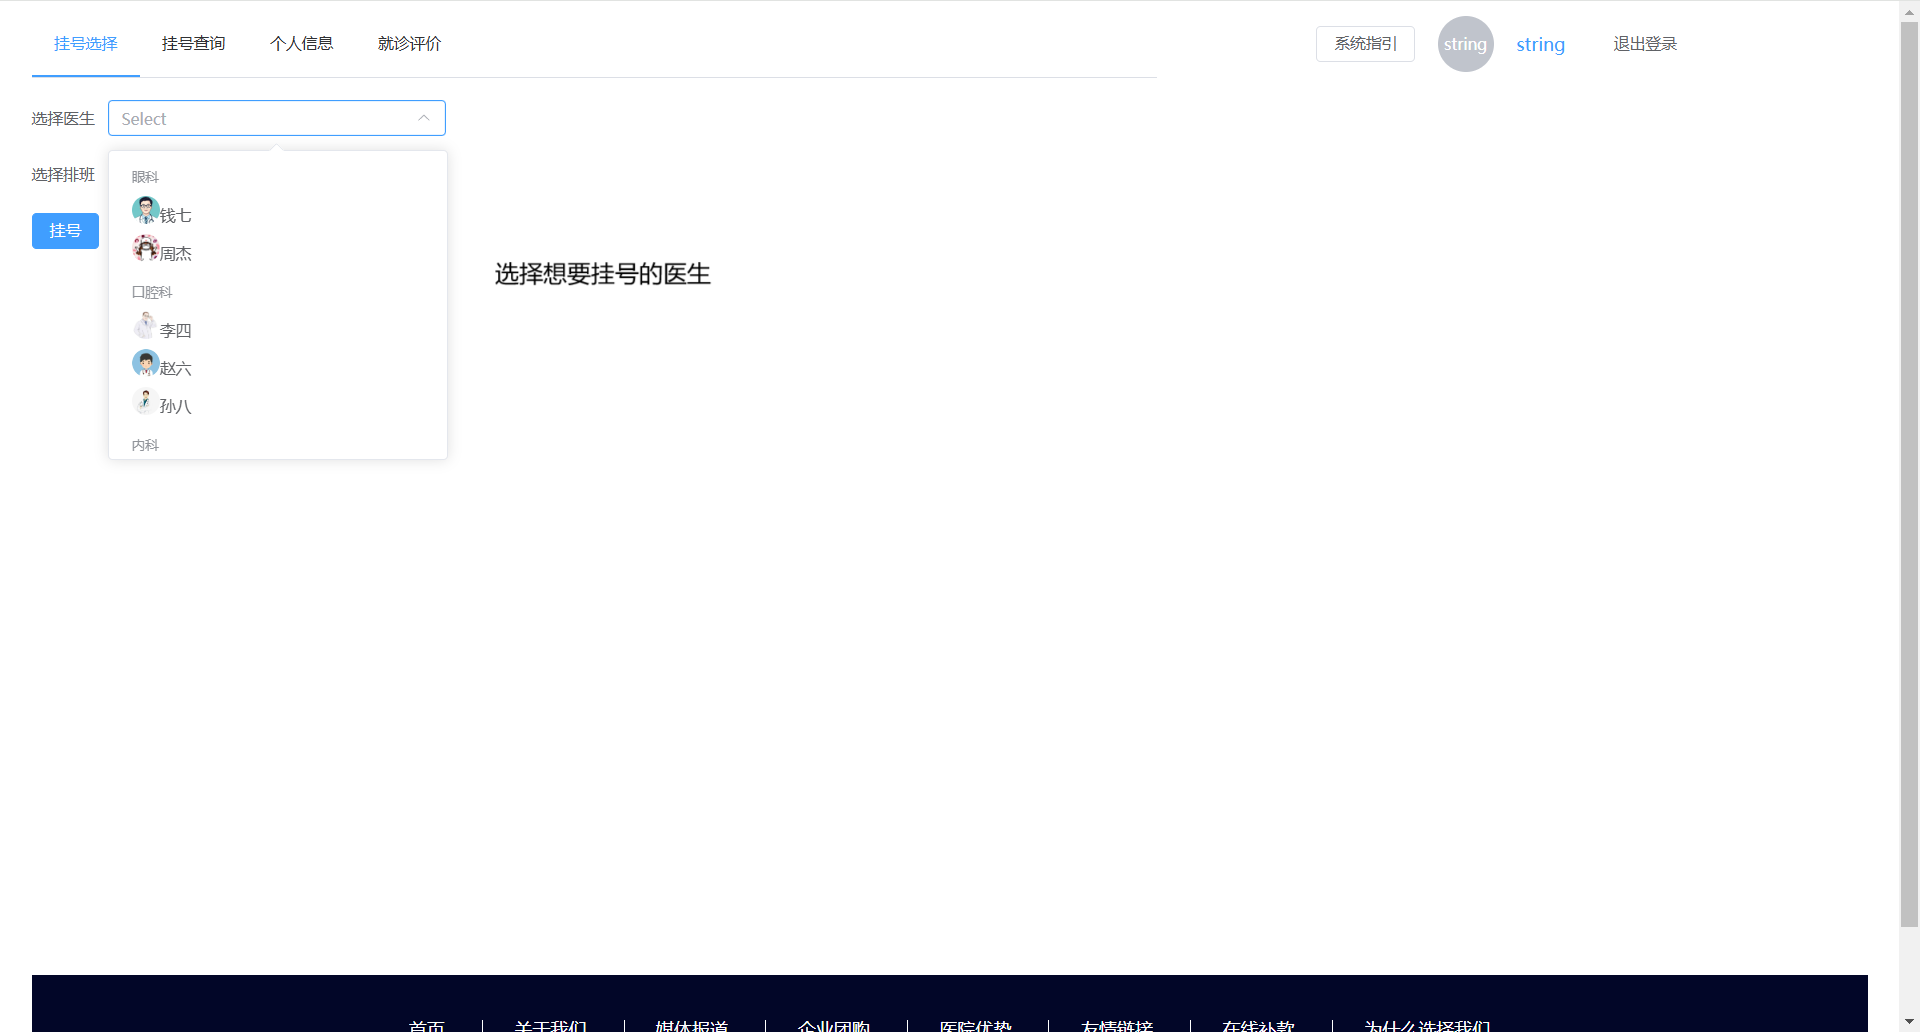 挂号选择 挂号查询 个人信息 就诊评价 系统指引 string string 退出登录
选择医生 Select
选择排班
挂号
眼科
钱七
周杰
口腔科
李四
赵六
孙八
内科
选择想要挂号的医生
首页 关于我们 媒体报道 企业团购 医院优势 友情链接 在线补款 为什么选择我们